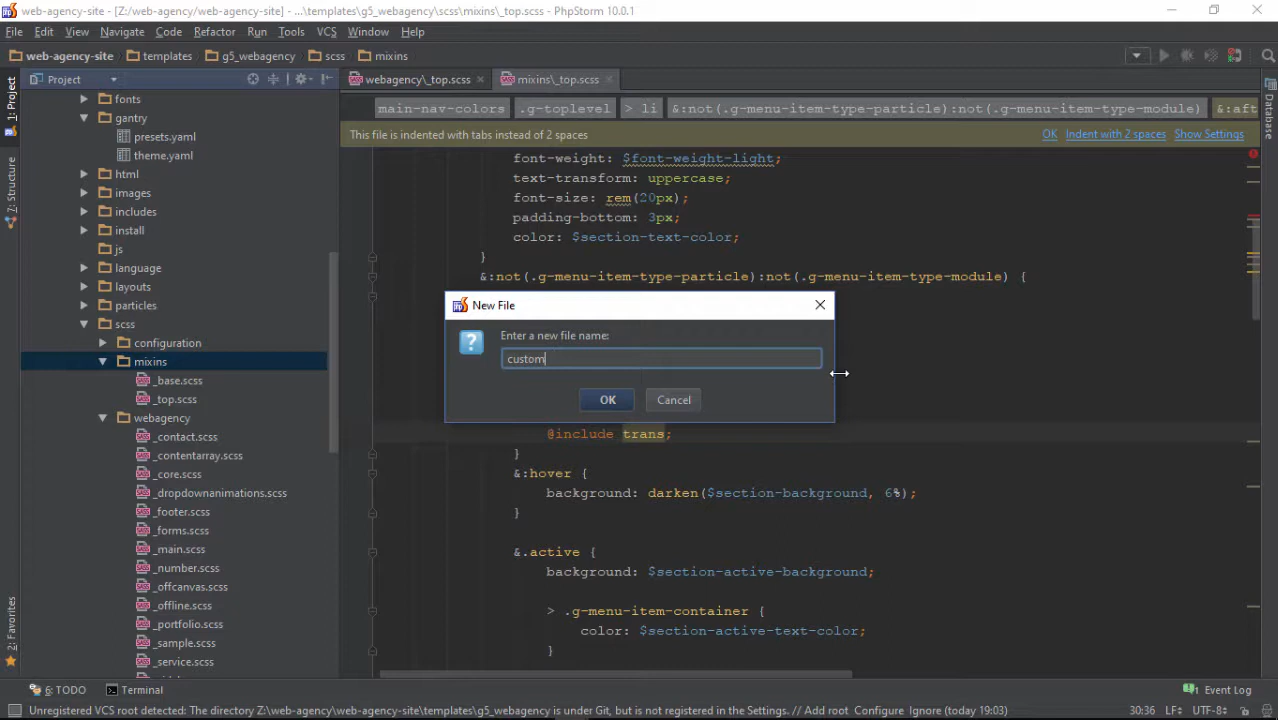 web-agency-site - [Z:/web-agency/web-agency-site] - ...\templates\g5_webagency\scss\mixins\_top.scss - PhpStorm 10.0.1
File Edit View Navigate Code Refactor Run Tools VCS Window Help
web-agency-site templates g5_webagency scss mixins
1: Project
Z: Structure
2: Favorites
Project
fonts
gantry
presets.yaml
theme.yaml
html
images
includes
install
js
language
layouts
particles
scss
configuration
mixins
_base.scss
_top.scss
webagency
_contact.scss
_contentarray.scss
_core.scss
_dropdownanimations.scss
_footer.scss
_forms.scss
_main.scss
_number.scss
_offcanvas.scss
_offline.scss
_portfolio.scss
_sample.scss
_service.scss
webagency\_top.scss mixins\_top.scss
main-nav-colors .g-toplevel > li &:not(.g-menu-item-type-particle):not(.g-menu-item-type-module) &:aft
This file is indented with tabs instead of 2 spaces OK Indent with 2 spaces Show Settings
font-weight: $font-weight-light;
text-transform: uppercase;
font-size: rem(20px);
padding-bottom: 3px;
color: $section-text-color;
}
&:not(.g-menu-item-type-particle):not(.g-menu-item-type-module) {
New File
Enter a new file name:
custom
OK Cancel
@include trans;
}
&:hover {
background: darken($section-background, 6%);
}
&.active {
background: $section-active-background;
> .g-menu-item-container {
color: $section-active-text-color;
}
Database
6: TODO Terminal Event Log
1
Unregistered VCS root detected: The directory Z:\web-agency\web-agency-site\templates\g5_webagency is under Git, but is not registered in the Settings. // Add root. Configure Ignore (today 19:03) 30:36 LF÷ UTF-8÷